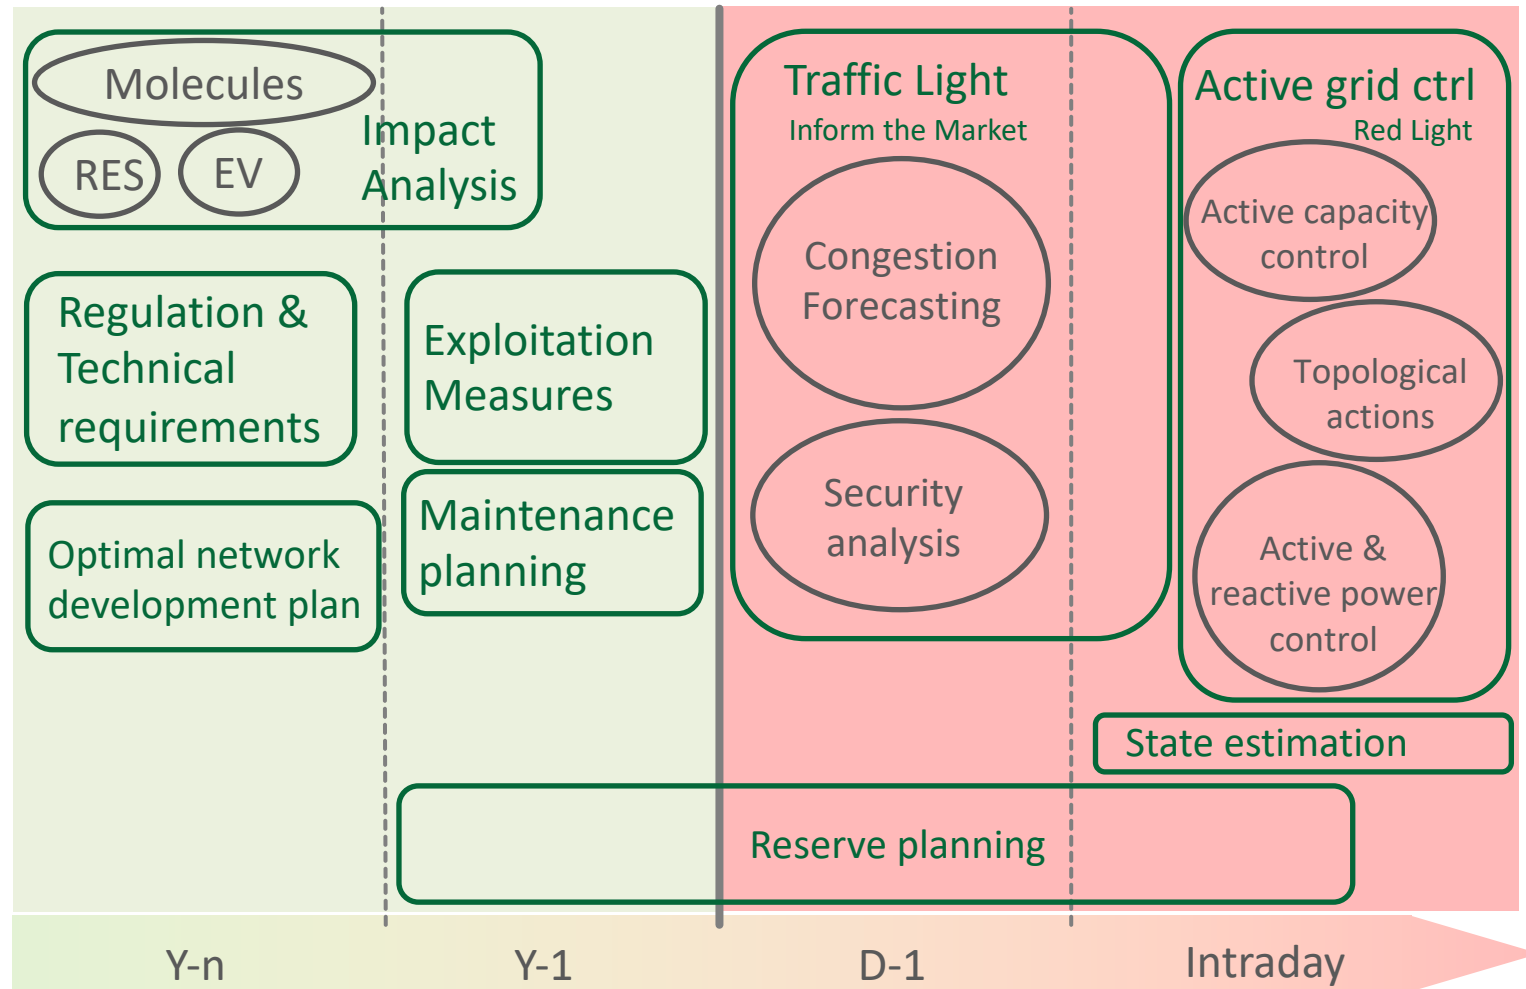 Molecules
RES
EV
Impact
Analysis
Regulation &
Technical
requirements
Optimal network
development plan
Exploitation
Measures
Maintenance
planning
Traffic Light
Inform the Market
Congestion
Forecasting
Security
analysis
Active grid ctrl
Red Light
Active capacity
control
Topological
actions
Active &
reactive power
control
State estimation
Reserve planning
Y-n
Y-1
D-1
Intraday